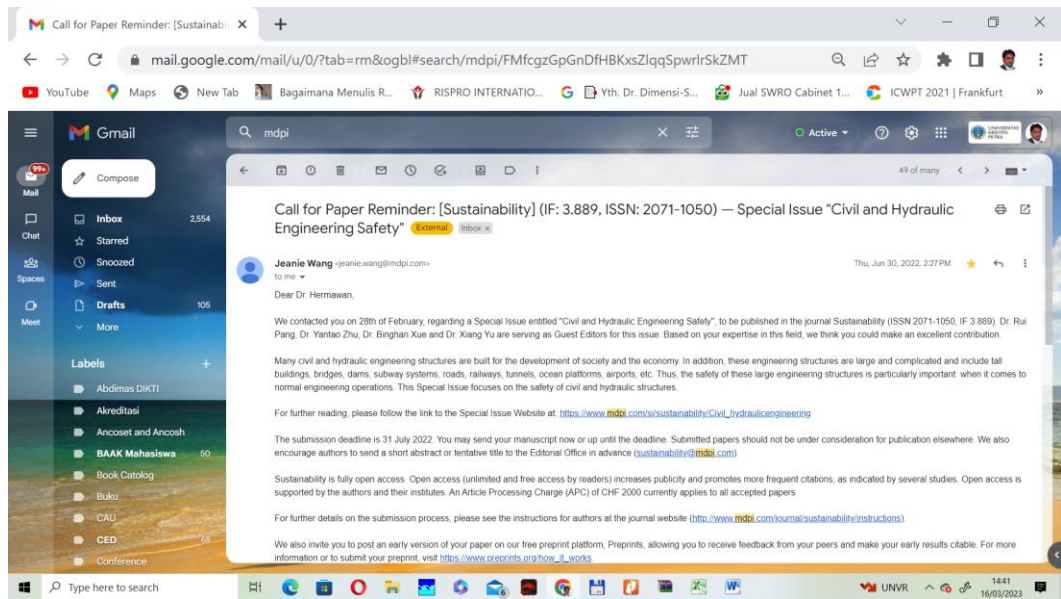 Call for Paper Reminder: [Sustainabi
mail.google.com/mail/u/0/?tab=rm&ogbl#search/mdpi/FMfcgzGpGnDfHBKxsZlqqSpwrlrSkZMT
YouTube Maps New Tab Bagaimana Menulis R... RISPRO INTERNATIO... Yth. Dr. Dimensi-S... Jual SWRO Cabinet 1... ICWPT 2021 | Frankfurt »
Gmail mdpi Active UNIVERSITAS KRISTEN PETRA
99+
Mail
Chat
Spaces
Meet
Compose
Inbox 2,554
Starred
Snoozed
Sent
Drafts 105
More
Labels +
Abdimas DIKTI
Akreditasi
Ancoset and Ancosh
BAAK Mahasiswa 50
Book Catolog
Buku
CAU
CED 68
Conference
49 of many
Call for Paper Reminder: [Sustainability] (IF: 3.889, ISSN: 2071-1050) — Special Issue "Civil and Hydraulic
Engineering Safety" External Inbox x
Jeanie Wang <jeanie.wang@mdpi.com> Thu, Jun 30, 2022, 2:27 PM
to me
Dear Dr. Hermawan,
We contacted you on 28th of February, regarding a Special Issue entitled "Civil and Hydraulic Engineering Safety", to be published in the journal Sustainability (ISSN 2071-1050, IF 3.889). Dr. Rui
Pang, Dr. Yantao Zhu, Dr. Binghan Xue and Dr. Xiang Yu are serving as Guest Editors for this issue. Based on your expertise in this field, we think you could make an excellent contribution.
Many civil and hydraulic engineering structures are built for the development of society and the economy. In addition, these engineering structures are large and complicated and include tall
buildings, bridges, dams, subway systems, roads, railways, tunnels, ocean platforms, airports, etc. Thus, the safety of these large engineering structures is particularly important when it comes to
normal engineering operations. This Special Issue focuses on the safety of civil and hydraulic structures.
For further reading, please follow the link to the Special Issue Website at: https://www.mdpi.com/si/sustainability/Civil_hydraulicengineering
The submission deadline is 31 July 2022. You may send your manuscript now or up until the deadline. Submitted papers should not be under consideration for publication elsewhere. We also
encourage authors to send a short abstract or tentative title to the Editorial Office in advance (sustainability@mdpi.com).
Sustainability is fully open access. Open access (unlimited and free access by readers) increases publicity and promotes more frequent citations, as indicated by several studies. Open access is
supported by the authors and their institutes. An Article Processing Charge (APC) of CHF 2000 currently applies to all accepted papers.
For further details on the submission process, please see the instructions for authors at the journal website (http://www.mdpi.com/journal/sustainability/instructions).
We also invite you to post an early version of your paper on our free preprint platform, Preprints, allowing you to receive feedback from your peers and make your early results citable. For more
information or to submit your preprint, visit https://www.preprints.org/how_it_works.
Type here to search UNVR 14:41
16/03/2023